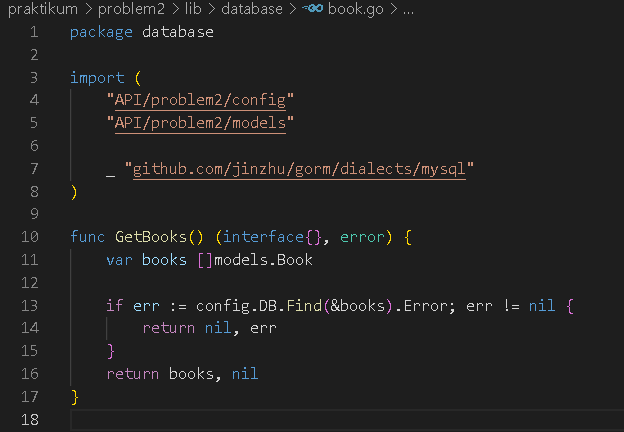 praktikum > problem2 > lib > database > book.go > ...
1 package database
2
3 import (
4 "API/problem2/config"
5 "API/problem2/models"
6
7 _ "github.com/jinzhu/gorm/dialects/mysql"
8 )
9
10 func GetBooks() (interface{}, error) {
11 var books []models.Book
12
13 if err := config.DB.Find(&books).Error; err != nil {
14 return nil, err
15 }
16 return books, nil
17 }
18